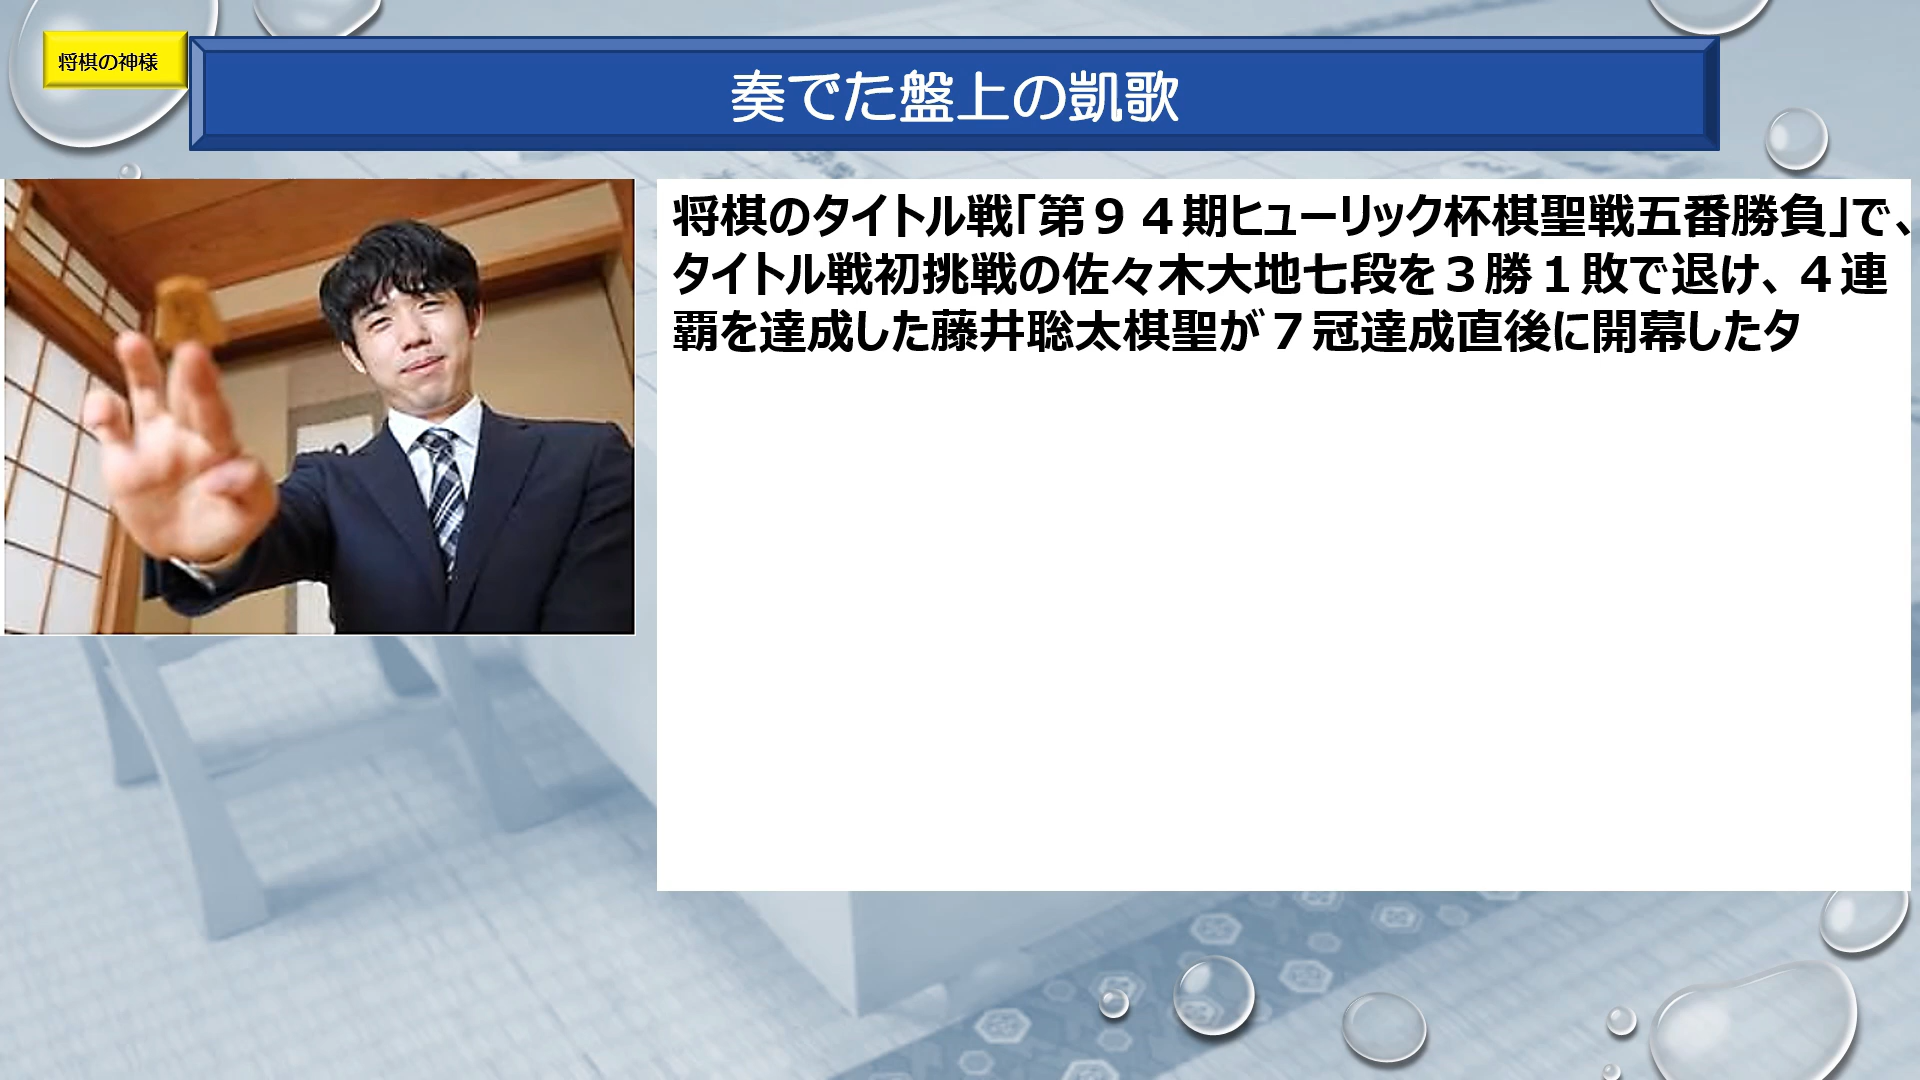 将棋の神様
奏でた盤上の凱歌
将棋のタイトル戦｢第９４期ヒューリック杯棋聖戦五番勝負｣で、
タイトル戦初挑戦の佐々木大地七段を３勝１敗で退け、４連
覇を達成した藤井聡太棋聖が７冠達成直後に開幕したタ